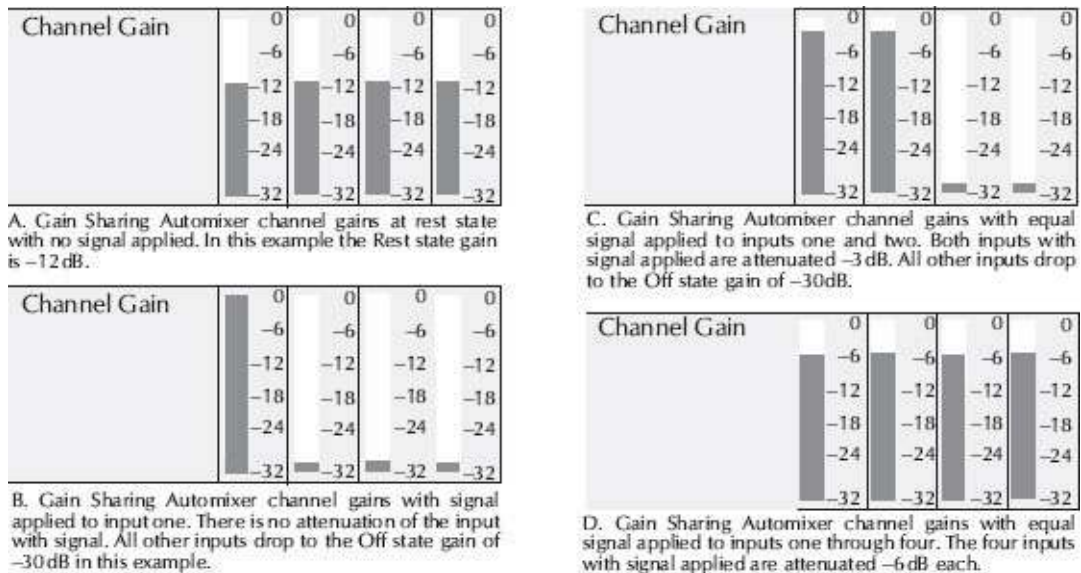 Channel Gain
0 0 0 0
-6 -6 -6 -6
-12 -12 -12 -12
-18 -18 -18 -18
-24 -24 -24 -24
-32 -32 -32 -32
A. Gain Sharing Automixer channel gains at rest state
with no signal applied. In this example the Rest state gain
is -12dB.
Channel Gain
0 0 0 0
-6 -6 -6 -6
-12 -12 -12 -12
-18 -18 -18 -18
-24 -24 -24 -24
-32 -32 -32 -32
B. Gain Sharing Automixer channel gains with signal
applied to input one. There is no attenuation of the input
with signal. All other inputs drop to the Off state gain of
-30dB in this example.
Channel Gain
0 0 0 0
-6 -6 -6 -6
-12 -12 -12 -12
-18 -18 -18 -18
-24 -24 -24 -24
-32 -32 -32 -32
C. Gain Sharing Automixer channel gains with equal
signal applied to inputs one and two. Both inputs with
signal applied are attenuated -3dB. All other inputs drop
to the Off state gain of -30dB.
Channel Gain
0 0 0 0
-6 -6 -6 -6
-12 -12 -12 -12
-18 -18 -18 -18
-24 -24 -24 -24
-32 -32 -32 -32
D. Gain Sharing Automixer channel gains with equal
signal applied to inputs one through four. The four inputs
with signal applied are attenuated -6dB each.